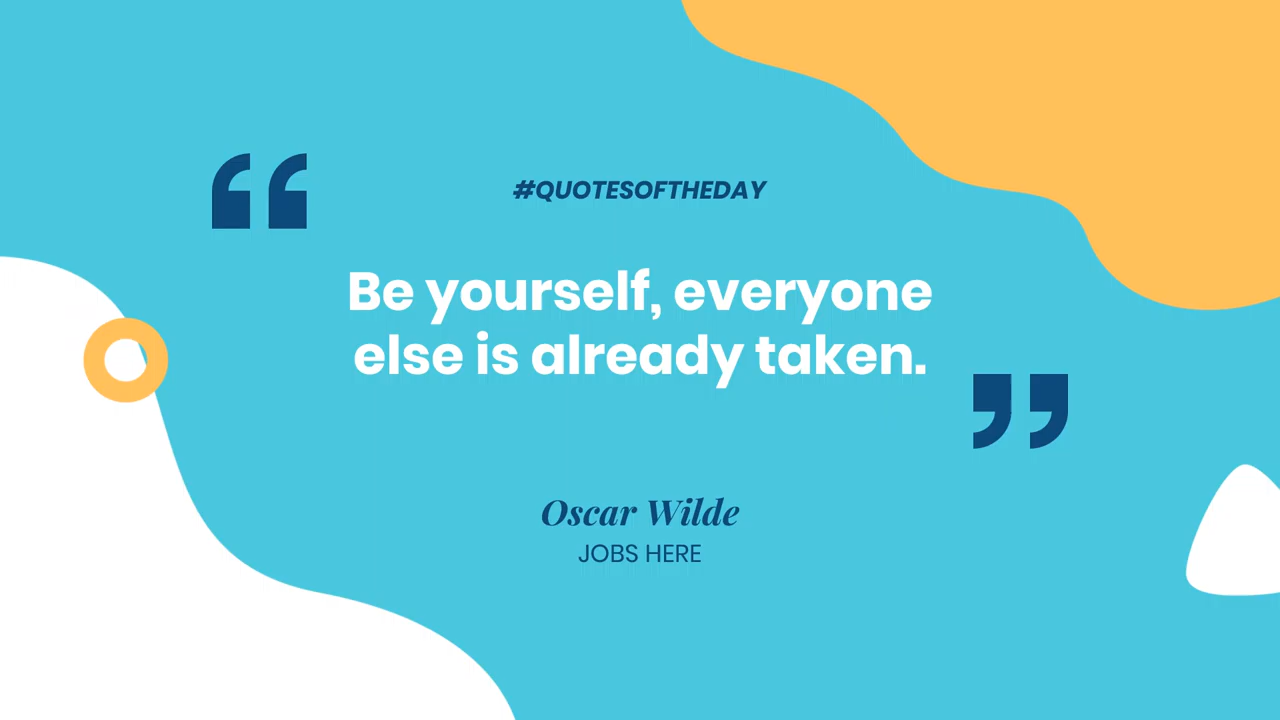 #QUOTESOFTHEDAY
Be yourself, everyone
else is already taken.
Oscar Wilde
JOBS HERE